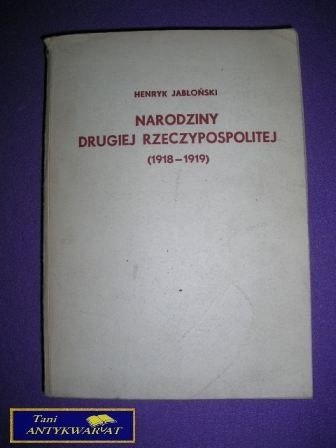 HENRYK JABŁOŃSKI
NARODZINY
DRUGIEJ RZECZYPOSPOLITEJ
(1918-1919)
Tani
ANTYKWARIAT